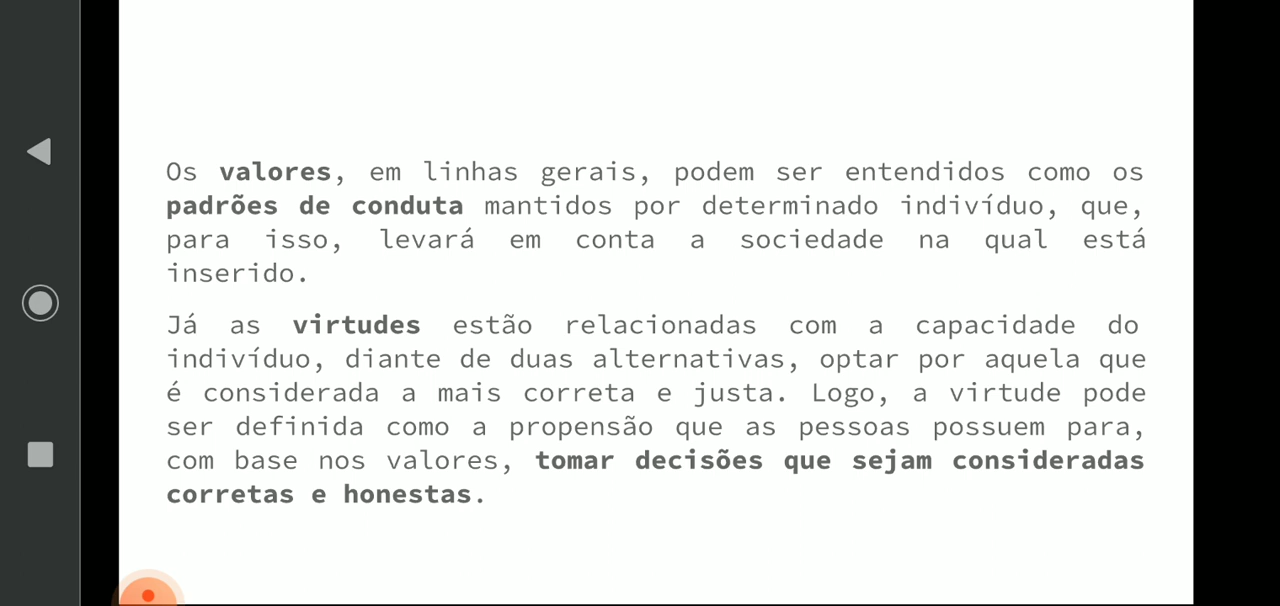 Os valores, em linhas gerais, podem ser entendidos como os
padrões de conduta mantidos por determinado indivíduo, que,
para isso, levará em conta a sociedade na qual está
inserido.
Já as virtudes estão relacionadas com a capacidade do
indivíduo, diante de duas alternativas, optar por aquela que
é considerada a mais correta e justa. Logo, a virtude pode
ser definida como a propensão que as pessoas possuem para,
com base nos valores, tomar decisões que sejam consideradas
corretas e honestas.